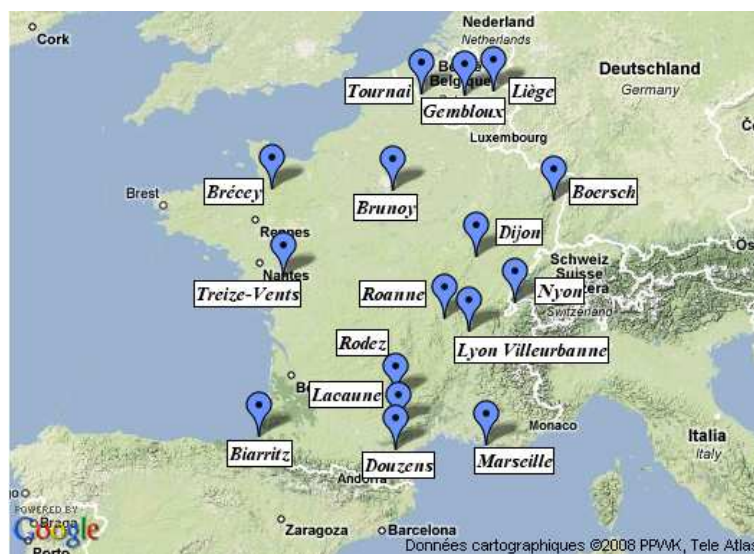 Cork
Nederland
Netherlands
Deutschland
Germany
Belgique
Tournai
Liège
Gembloux
Luxembourg
Brest
Brécey
Brunoy
Boersch
Rennes
Dijon
Nantes
Treize-Vents
Schweiz
Suisse
Switzerland
Roanne
Nyon
Lyon Villeurbanne
Rodez
Lacaune
Biarritz
Douzens
Marseille
Monaco
Italia
Italy
Andorra
POWERED BY
Google
Braga
Porto
Zaragoza
Barcelona
Données cartographiques ©2008 PPWK, Tele Atlas